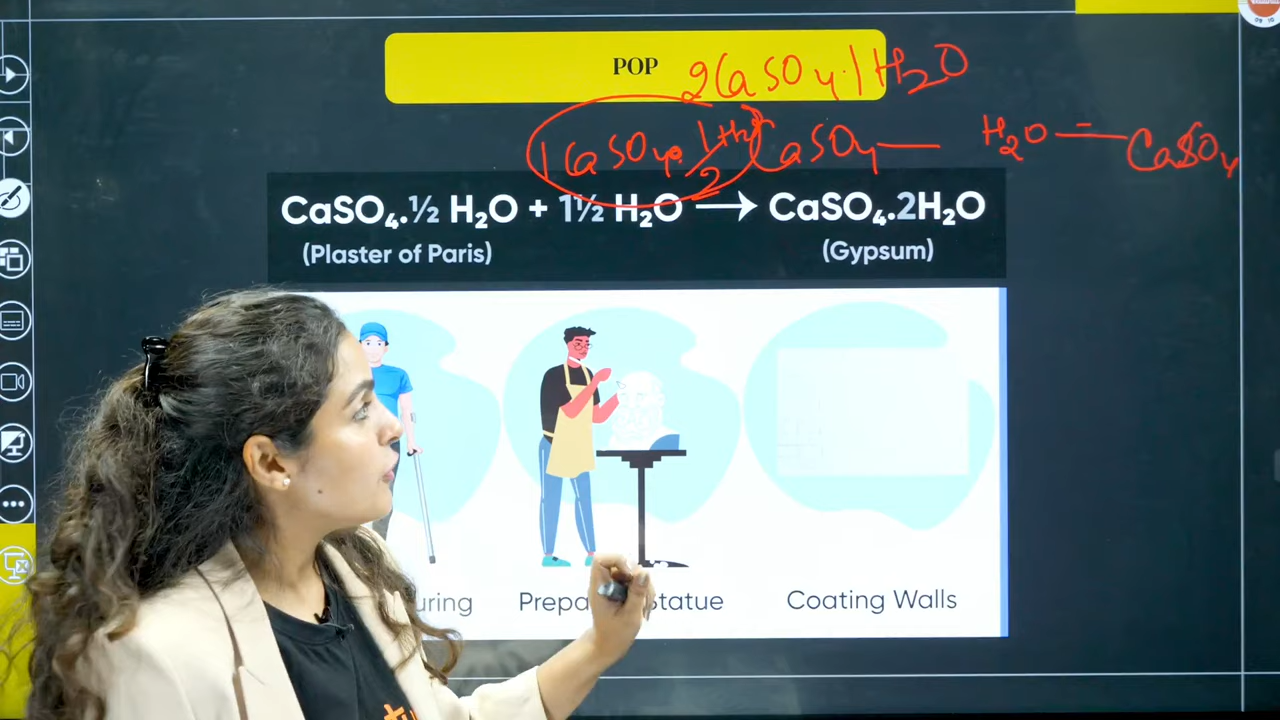 POP
2CaSO4.1H2O
1CaSO4.1/2H2O CaSO4— H2O — CaSO4
CaSO₄.½ H₂O + 1½ H₂O ⟶ CaSO₄.2H₂O
(Plaster of Paris) (Gypsum)
uring Prepa Statue Coating Walls